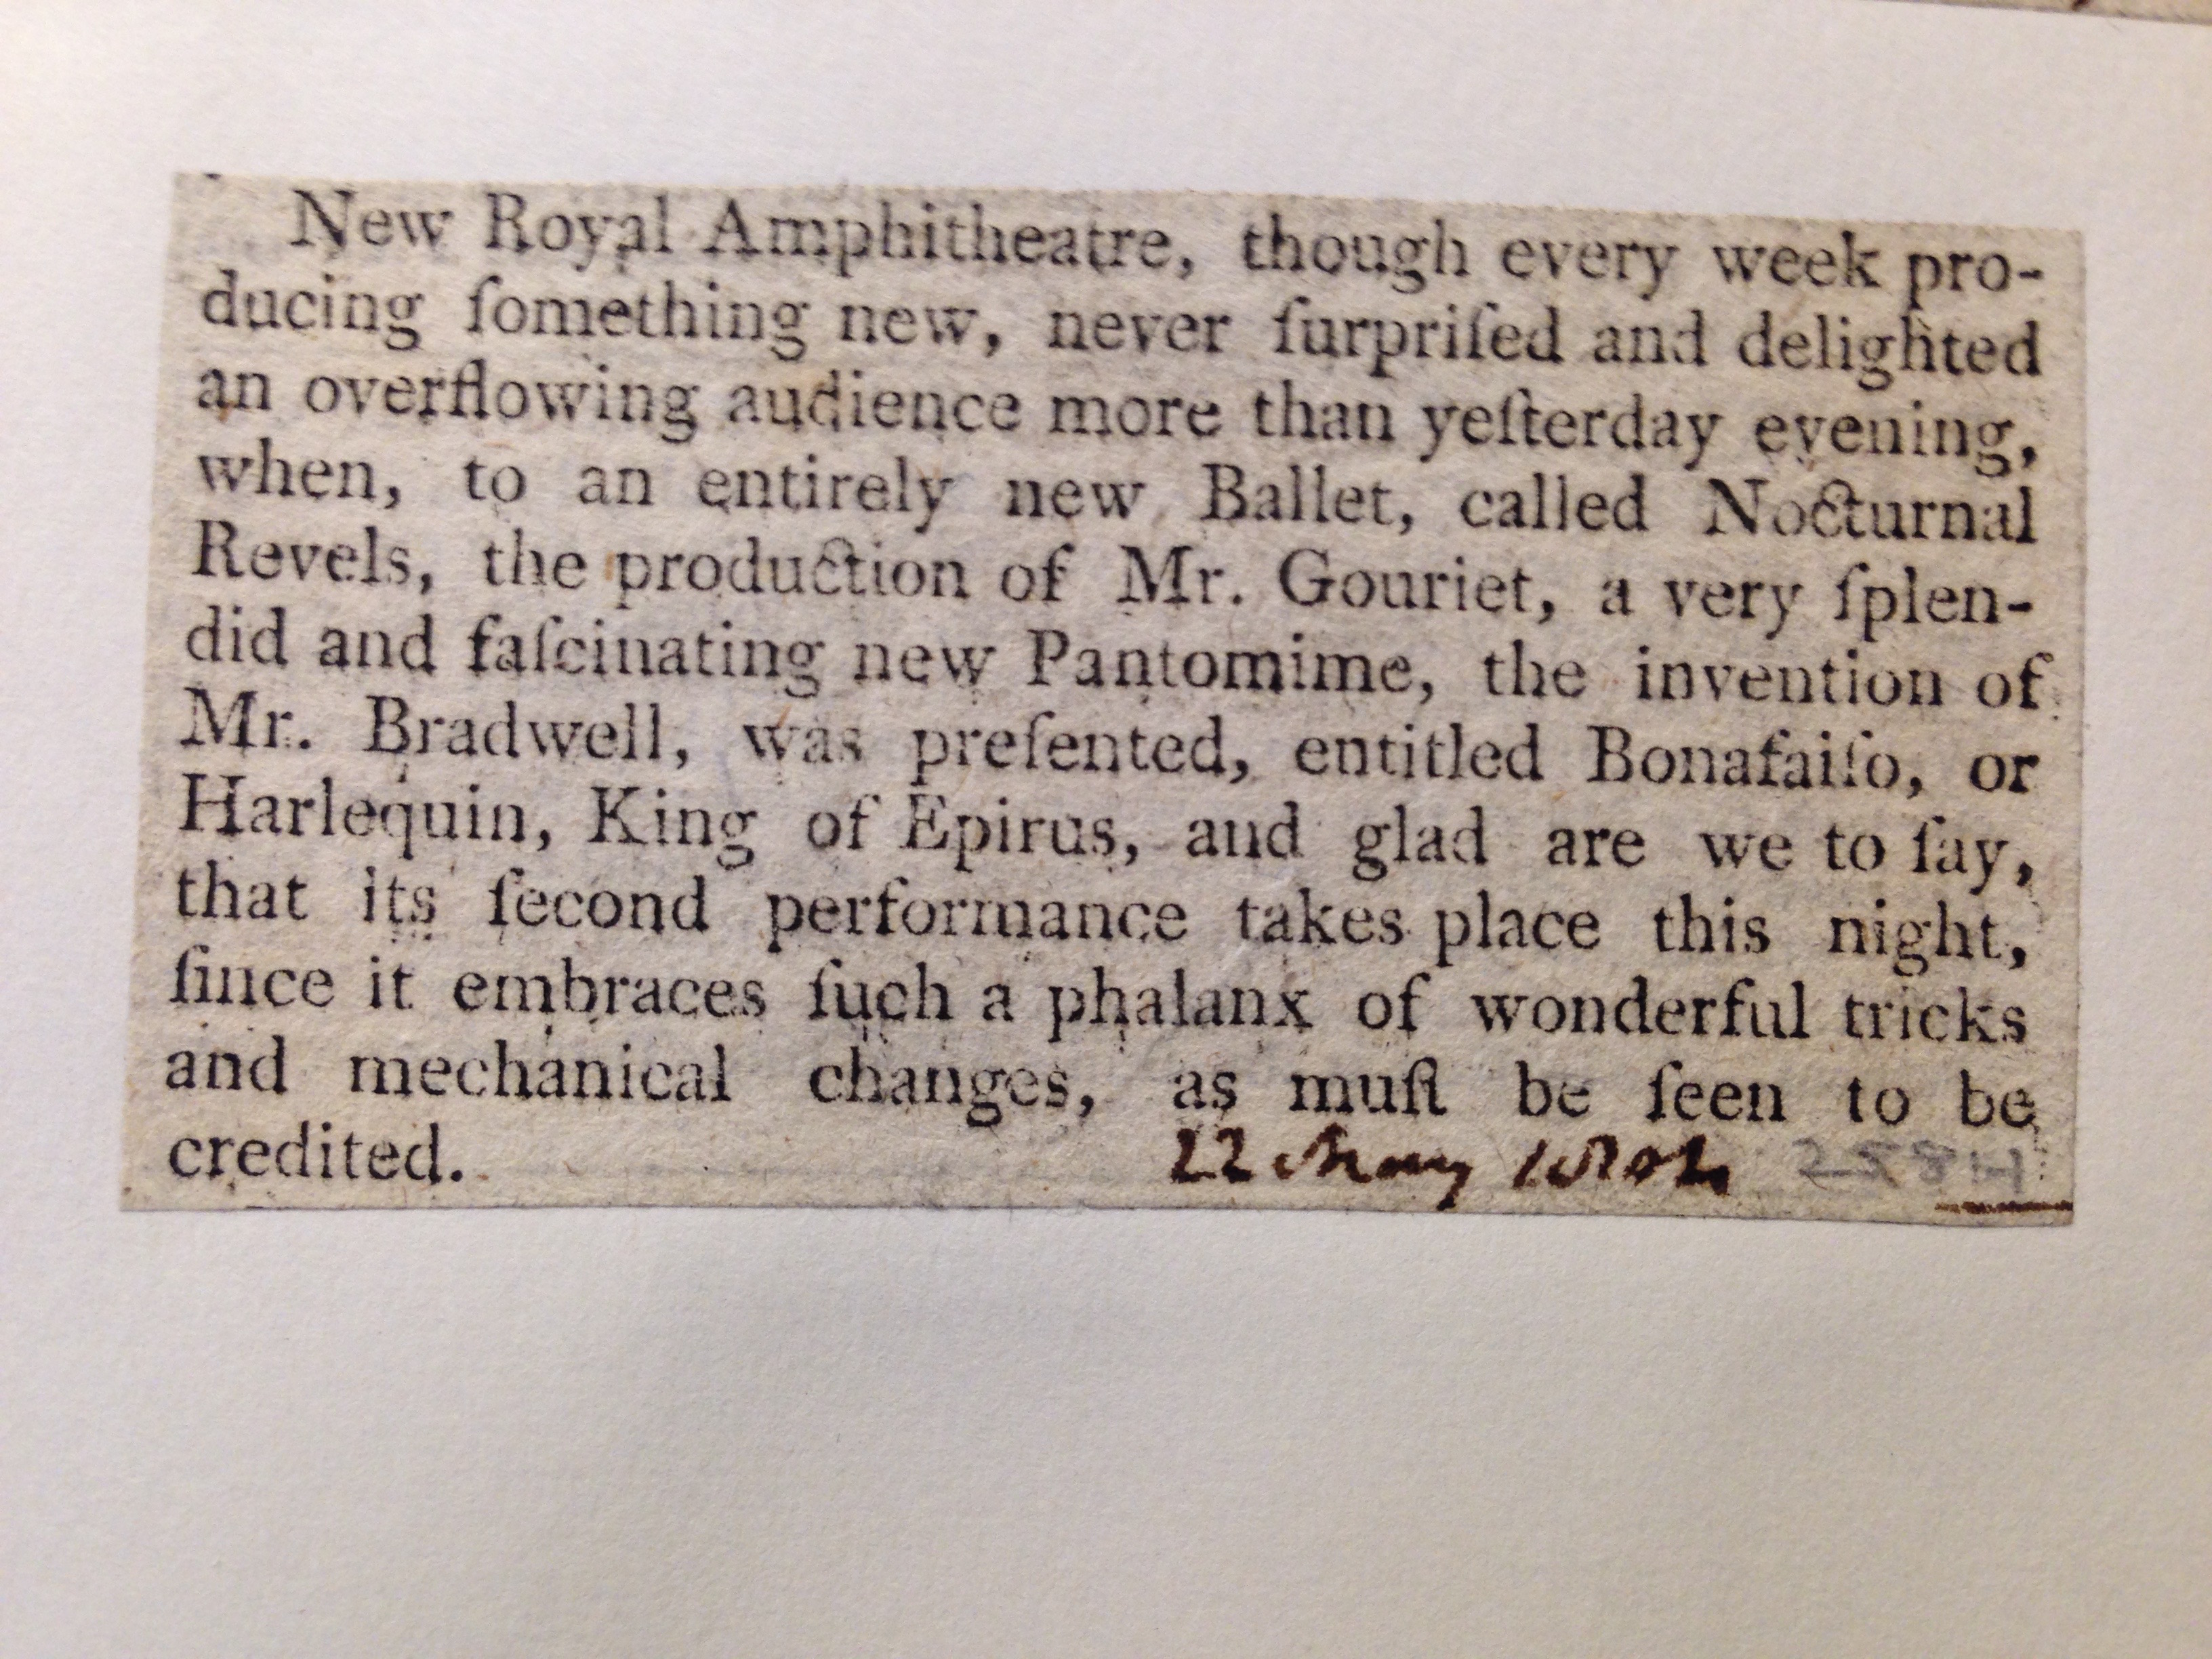 New Royal Amphitheatre, though every week pro-
ducing ſomething new, never ſurpriſed and delighted
an overflowing audience more than yeſterday evening,
when, to an entirely new Ballet, called Nocturnal
Revels, the production of Mr. Gouriet, a very ſplen-
did and faſcinating new Pantomime, the invention of
Mr. Bradwell, was preſented, entitled Bonafaiſo, or
Harlequin, King of Epirus, and glad are we to ſay,
that its ſecond performance takes place this night,
ſince it embraces ſuch a phalanx of wonderful tricks
and mechanical changes, as muſt be ſeen to be
credited.
22 May